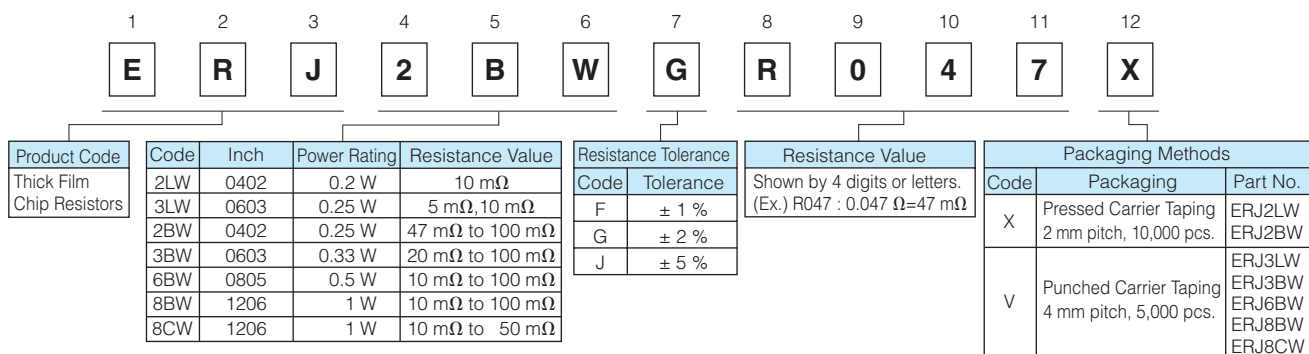 1 2 3 4 5 6 7 8 9 10 11 12
E R J 2 B W G R 0 4 7 X
Product Code
Thick Film
Chip Resistors
Code Inch Power Rating Resistance Value
2LW 0402 0.2 W 10 mΩ
3LW 0603 0.25 W 5 mΩ,10 mΩ
2BW 0402 0.25 W 47 mΩ to 100 mΩ
3BW 0603 0.33 W 20 mΩ to 100 mΩ
6BW 0805 0.5 W 10 mΩ to 100 mΩ
8BW 1206 1 W 10 mΩ to 100 mΩ
8CW 1206 1 W 10 mΩ to 50 mΩ
Resistance Tolerance
Code Tolerance
F ± 1 %
G ± 2 %
J ± 5 %
Resistance Value
Shown by 4 digits or letters.
(Ex.) R047 : 0.047 Ω=47 mΩ
Packaging Methods
Code Packaging Part No.
X Pressed Carrier Taping
2 mm pitch, 10,000 pcs.
ERJ2LW
ERJ2BW
V Punched Carrier Taping
4 mm pitch, 5,000 pcs.
ERJ3LW
ERJ3BW
ERJ6BW
ERJ8BW
ERJ8CW